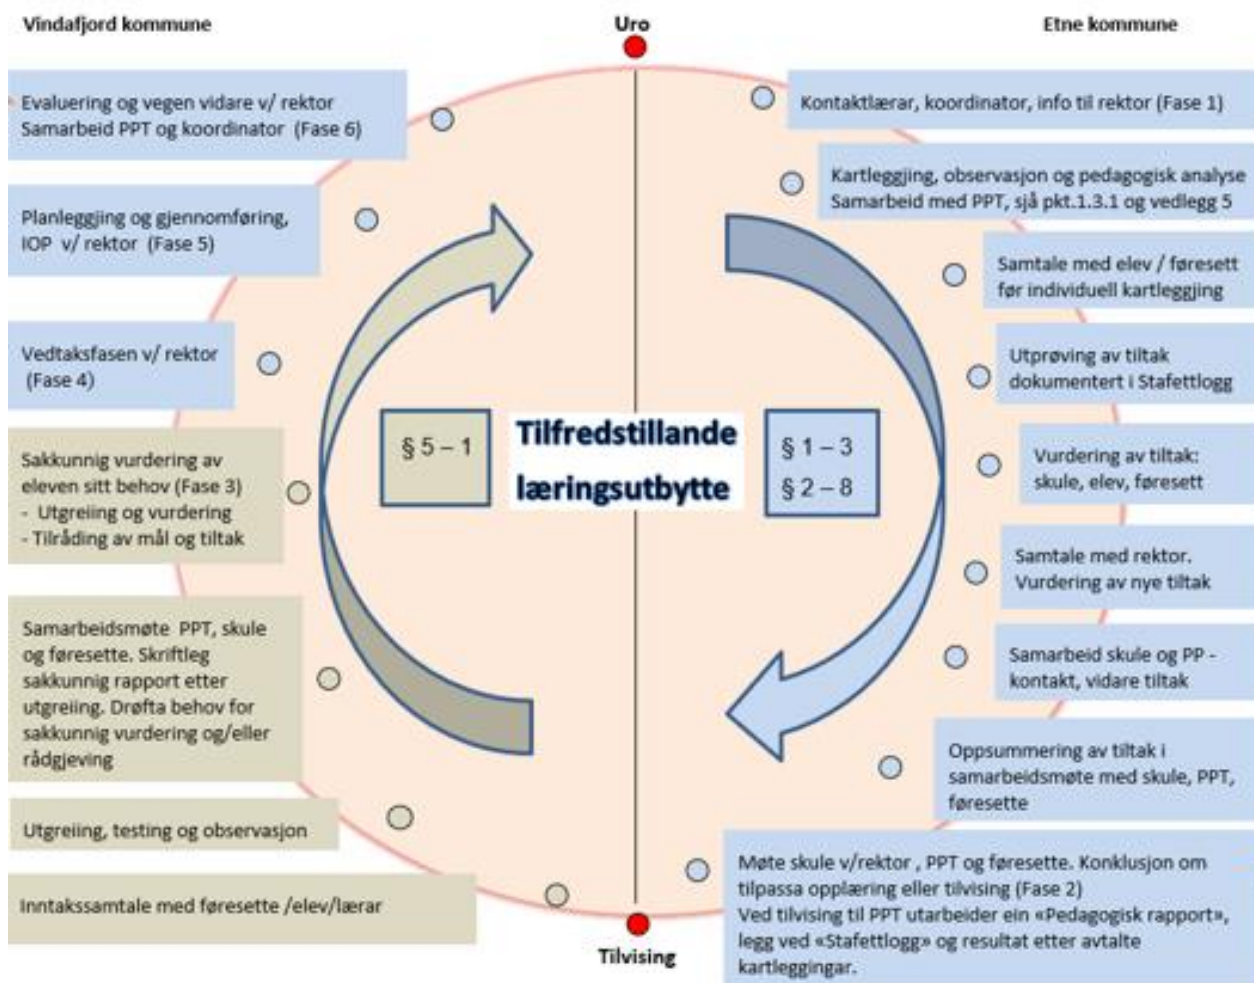 Vindafjord kommune
Uro
Etne kommune
Kontaktlærar, koordinator, info til rektor (Fase 1)
Kartleggjing, observasjon og pedagogisk analyse
Samarbeid med PPT, sjå pkt.1.3.1 og vedlegg 5
Samtale med elev / føresett
før individuell kartleggjing
Utprøving av tiltak
dokumentert i Stafettlogg
Vurdering av tiltak:
skule, elev, føresett
Samtale med rektor.
Vurdering av nye tiltak
Samarbeid skule og PP -
kontakt, vidare tiltak
Oppsummering av tiltak i
samarbeidsmøte med skule, PPT,
føresette
Møte skule v/rektor , PPT og føresette. Konklusjon om
tilpassa opplæring eller tilvising (Fase 2)
Ved tilvising til PPT utarbeider ein «Pedagogisk rapport»,
legg ved «Stafettlogg» og resultat etter avtalte
kartleggingar.
Tilvising
Inntakssamtale med føresette /elev/lærar
Utgreiing, testing og observasjon
Samarbeidsmøte PPT, skule
og føresette. Skriftleg
sakkunnig rapport etter
utgreiing. Drøfta behov for
sakkunnig vurdering og/eller
rådgjeving
Sakkunnig vurdering av
eleven sitt behov (Fase 3)
- Utgreiing og vurdering
- Tilråding av mål og tiltak
Vedtaksfasen v/ rektor
(Fase 4)
Planleggjing og gjennomføring,
IOP v/ rektor (Fase 5)
Evaluering og vegen vidare v/ rektor
Samarbeid PPT og koordinator (Fase 6)
§ 5 – 1
Tilfredstillande
læringsutbytte
§ 1 – 3
§ 2 – 8